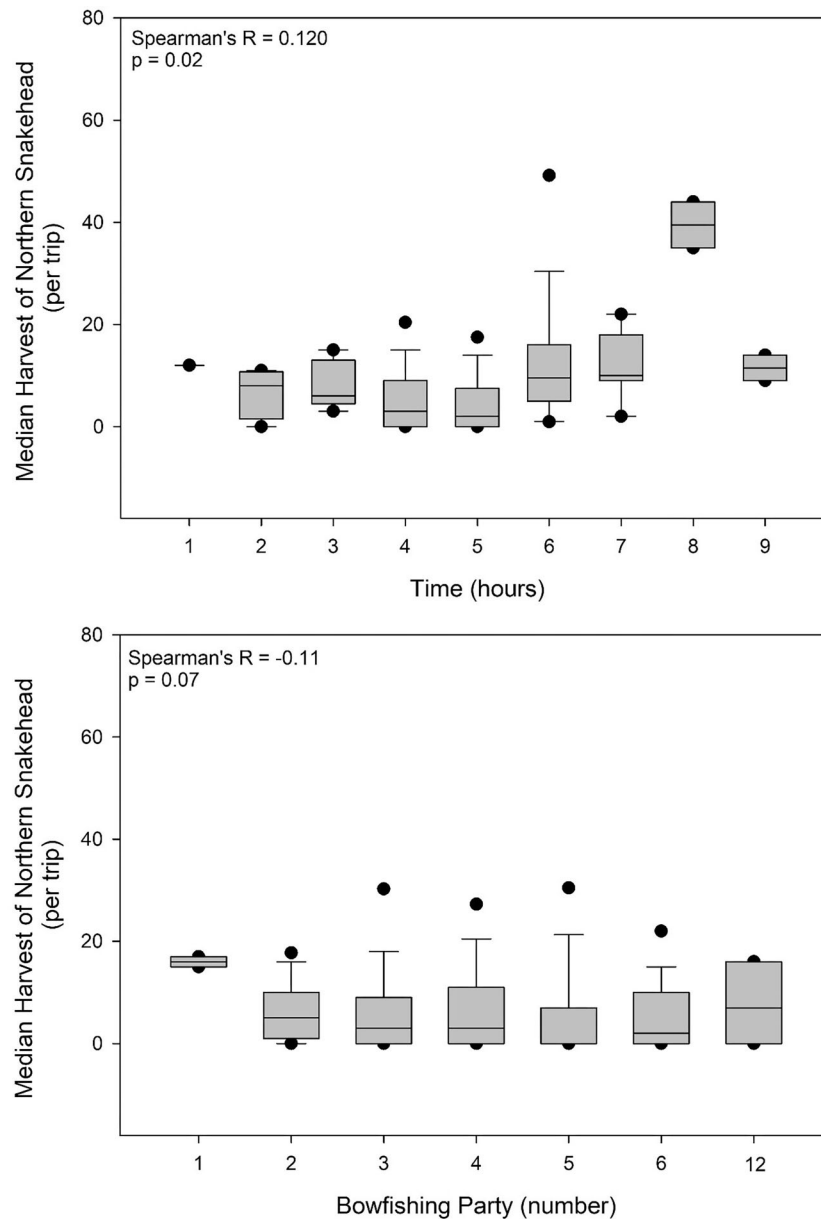 80
60
40
20
0
Median Harvest of Northern Snakehead
(per trip)
Spearman's R = 0.120
p = 0.02
1 2 3 4 5 6 7 8 9
Time (hours)
80
60
40
20
0
Median Harvest of Northern Snakehead
(per trip)
Spearman's R = -0.11
p = 0.07
1 2 3 4 5 6 12
Bowfishing Party (number)